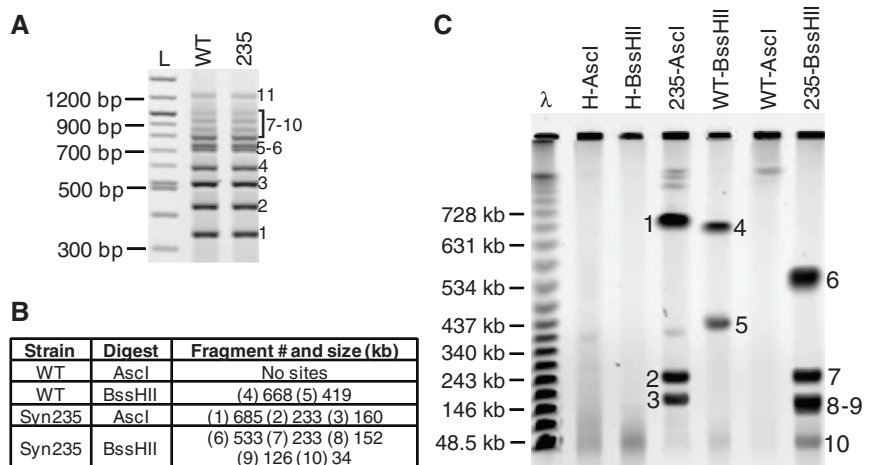 A
L WT 235
1200 bp
900 bp
700 bp
500 bp
300 bp
11
7-10
5-6
4
3
2
1
B
Strain Digest Fragment # and size (kb)
WT AscI No sites
WT BssHII (4) 668 (5) 419
Syn235 AscI (1) 685 (2) 233 (3) 160
Syn235 BssHII (6) 533 (7) 233 (8) 152
(9) 126 (10) 34
C
λ H-AscI H-BssHII 235-AscI WT-BssHII WT-AscI 235-BssHII
728 kb
631 kb
534 kb
437 kb
340 kb
243 kb
146 kb
48.5 kb
1
2
3
4
5
6
7
8-9
10